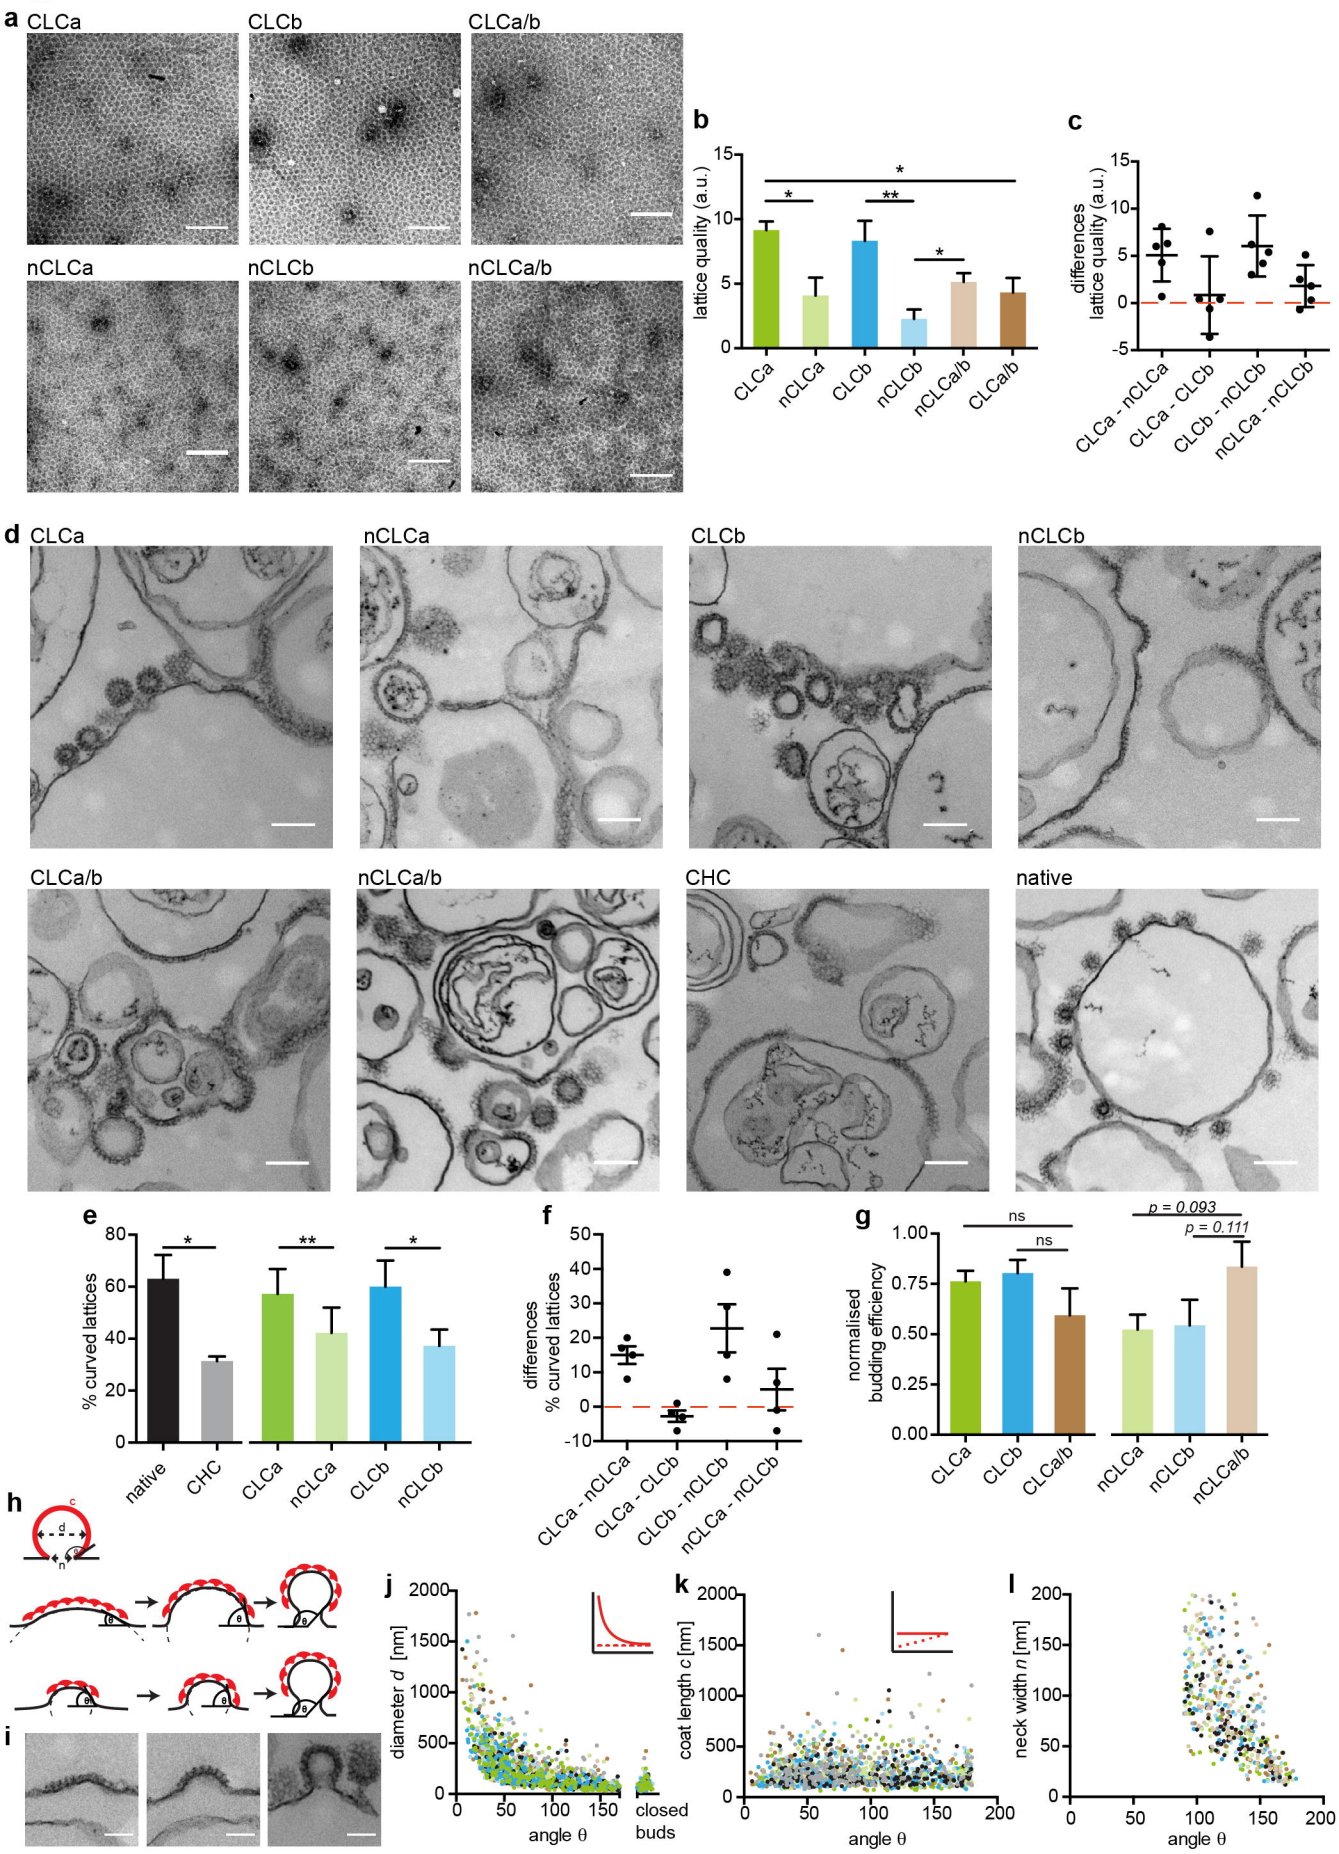 a
CLCa
CLCb
CLCa/b
nCLCa
nCLCb
nCLCa/b
b
lattice quality (a.u.)
15
10
5
0
*
*
**
*
CLCa
nCLCa
CLCb
nCLCb
nCLCa/b
CLCa/b
c
differences
lattice quality (a.u.)
15
10
5
0
-5
CLCa - nCLCa
CLCa - CLCb
CLCb - nCLCb
nCLCa - nCLCb
d
CLCa
nCLCa
CLCb
nCLCb
CLCa/b
nCLCa/b
CHC
native
e
% curved lattices
80
60
40
20
0
*
**
*
native
CHC
CLCa
nCLCa
CLCb
nCLCb
f
differences
% curved lattices
50
40
30
20
10
0
-10
CLCa - nCLCa
CLCa - CLCb
CLCb - nCLCb
nCLCa - nCLCb
g
normalised
budding efficiency
1.00
0.75
0.50
0.25
0.00
ns
ns
p = 0.093
p = 0.111
CLCa
CLCb
CLCa/b
nCLCa
nCLCb
nCLCa/b
h
c
d
n
θ
θ
θ
θ
θ
θ
θ
i
j
diameter d [nm]
2000
1500
1000
500
0
0
50
100
150
closed
buds
angle θ
k
coat length c [nm]
2000
1500
1000
500
0
0
50
100
150
200
angle θ
l
neck width n [nm]
200
150
100
50
0
0
50
100
150
200
angle θ